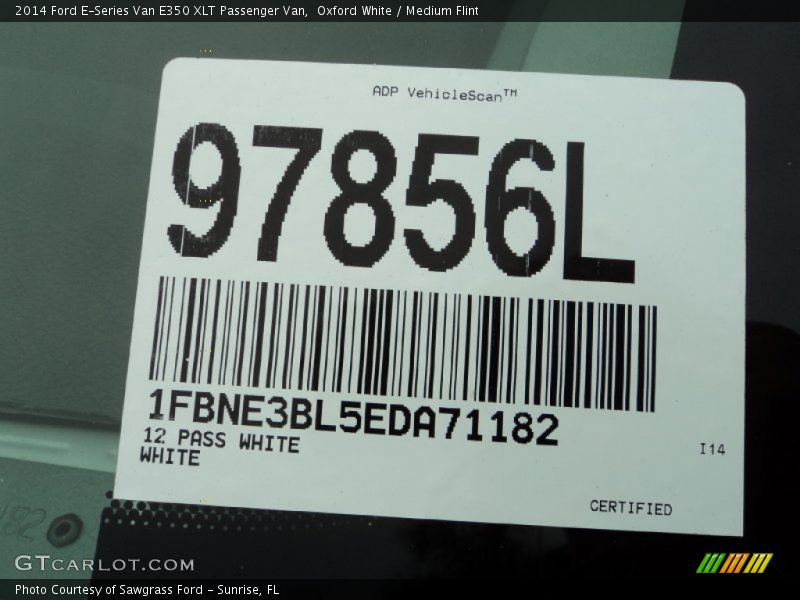 2014 Ford E-Series Van E350 XLT Passenger Van,  Oxford White / Medium Flint
ADP VehicleScan™
97856L
1FBNE3BL5EDA71182
12 PASS WHITE
WHITE
I14
CERTIFIED
482
GTCARLOT.COM
Photo Courtesy of Sawgrass Ford - Sunrise, FL